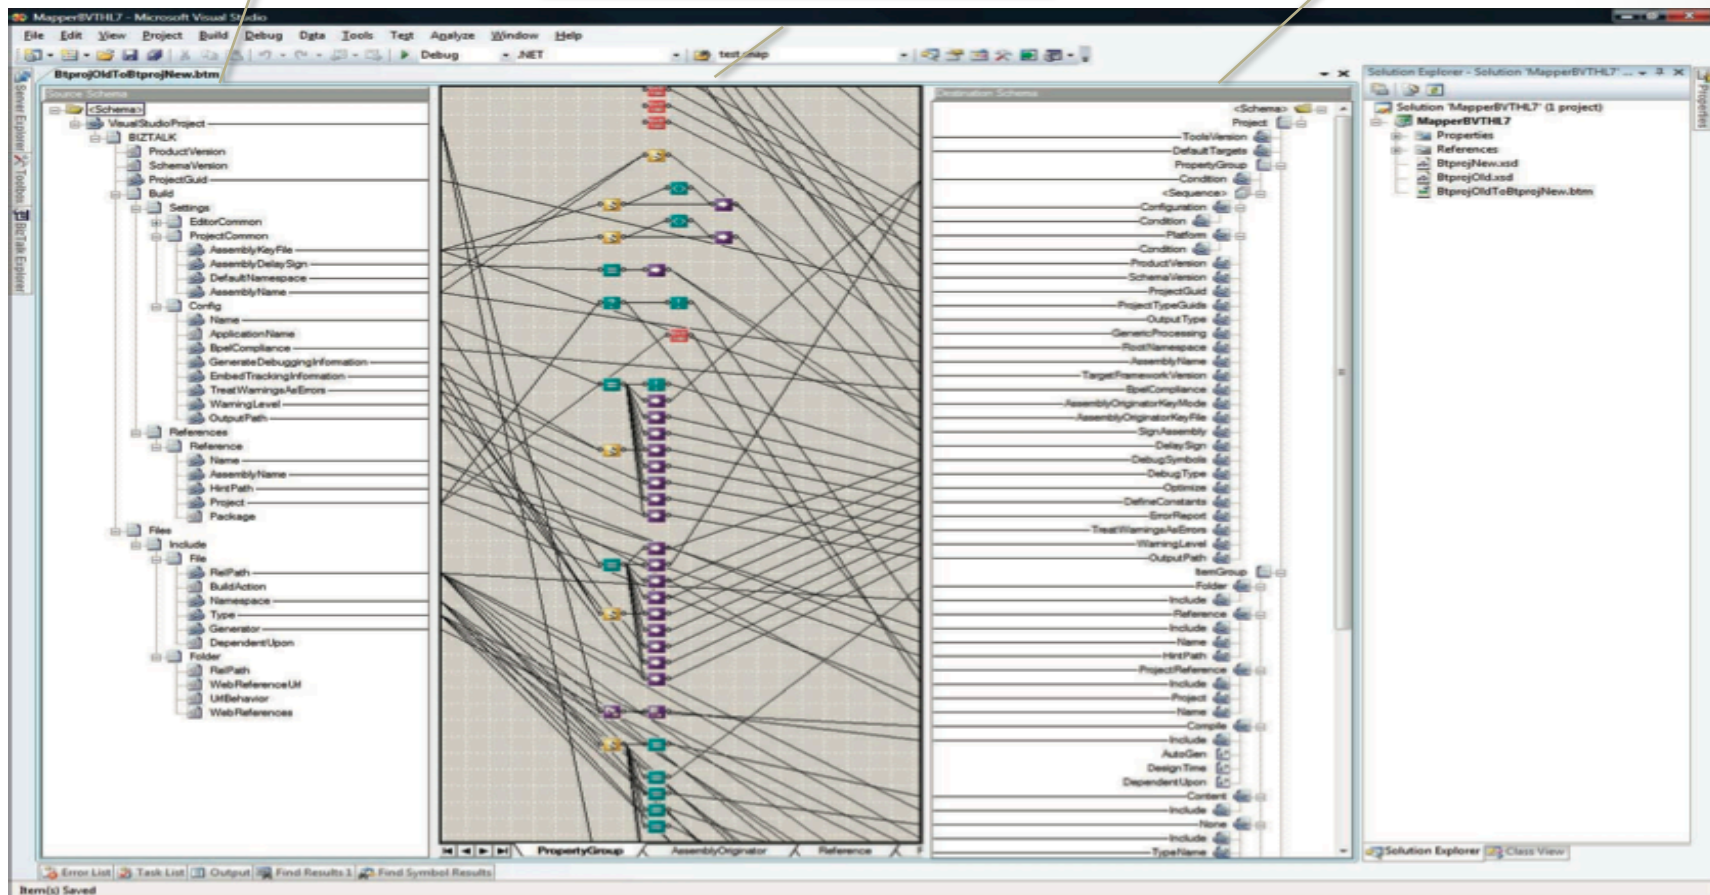 MapperBVTHL7 - Microsoft Visual Studio
File Edit View Project Build Debug Data Tools Test Analyze Window Help
Debug .NET test map
BtprojOldToBtprojNew.btm
Server Explorer
Toolbox
BizTalk Explorer
Source Schema
<Schema>
VisualStudioProject
BIZTALK
ProductVersion
SchemaVersion
ProjectGuid
Build
Settings
EditorCommon
ProjectCommon
AssemblyKeyFile
AssemblyDelaySign
DefaultNamespace
AssemblyName
Config
Name
ApplicationName
BpelCompliance
GenerateDebuggingInformation
EmbedTrackingInformation
TreatWarningsAsErrors
WarningLevel
OutputPath
References
Reference
Name
AssemblyName
HintPath
Project
Package
Files
Include
File
RelPath
BuildAction
Namespace
Type
Generator
DependentUpon
Folder
RelPath
WebReferenceUrl
UrlBehavior
WebReferences
PropertyGroup AssemblyOriginator Reference
Destination Schema
<Schema>
Project
ToolsVersion
DefaultTargets
PropertyGroup
Condition
<Sequence>
Configuration
Condition
Platform
Condition
ProductVersion
SchemaVersion
ProjectGuid
ProjectTypeGuids
OutputType
GenericProcessing
RootNamespace
AssemblyName
TargetFrameworkVersion
BpelCompliance
AssemblyOriginatorKeyMode
AssemblyOriginatorKeyFile
SignAssembly
DelaySign
DebugSymbols
DebugType
Optimize
DefineConstants
ErrorReport
TreatWarningsAsErrors
WarningLevel
OutputPath
ItemGroup
Folder
Include
Reference
Include
Name
HintPath
ProjectReference
Include
Project
Name
Compile
Include
AutoGen
DesignTime
DependentUpon
Content
Include
None
Include
TypeName
Solution Explorer - Solution 'MapperBVTHL7' ...
Solution 'MapperBVTHL7' (1 project)
MapperBVTHL7
Properties
References
BtprojNew.xsd
BtprojOld.xsd
BtprojOldToBtprojNew.btm
Solution Explorer Class View
Properties
Error List Task List Output Find Results 1 Find Symbol Results
Item(s) Saved